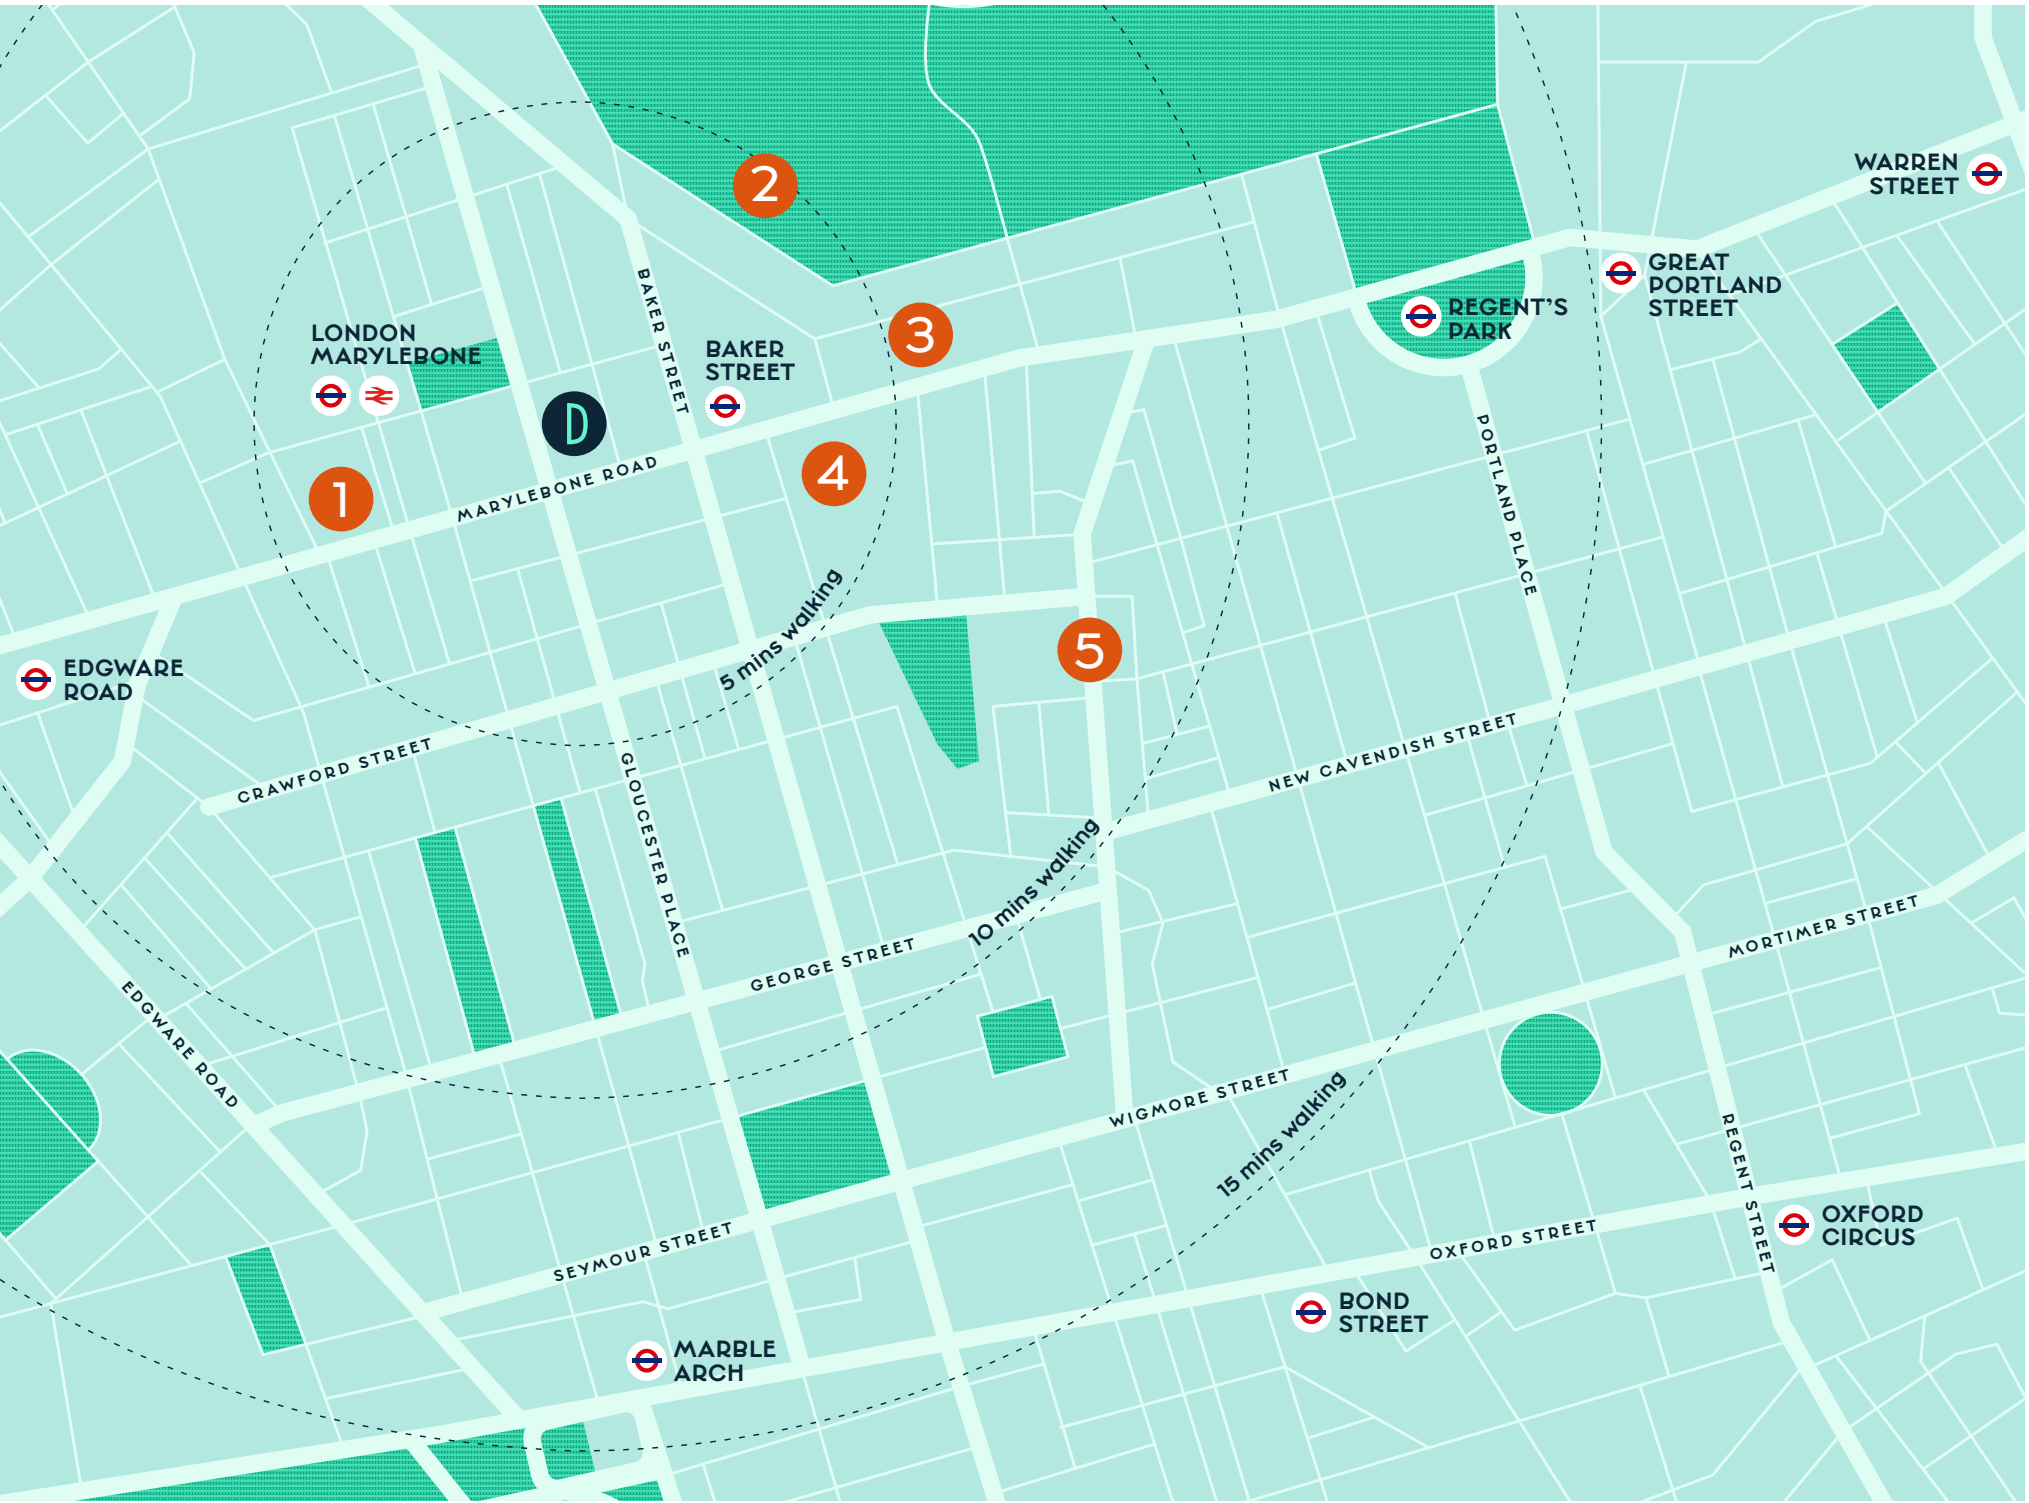 2
WARREN
STREET
GREAT
PORTLAND
STREET
BAKER STREET
3
REGENT'S
PARK
LONDON
MARYLEBONE
BAKER
STREET
D
MARYLEBONE ROAD
1
4
PORTLAND PLACE
5 mins walking
5
EDGWARE
ROAD
CRAWFORD STREET
GLOUCESTER PLACE
NEW CAVENDISH STREET
10 mins walking
GEORGE STREET
MORTIMER STREET
EDGWARE ROAD
WIGMORE STREET
15 mins walking
REGENT STREET
SEYMOUR STREET
OXFORD STREET
OXFORD
CIRCUS
BOND
STREET
MARBLE
ARCH